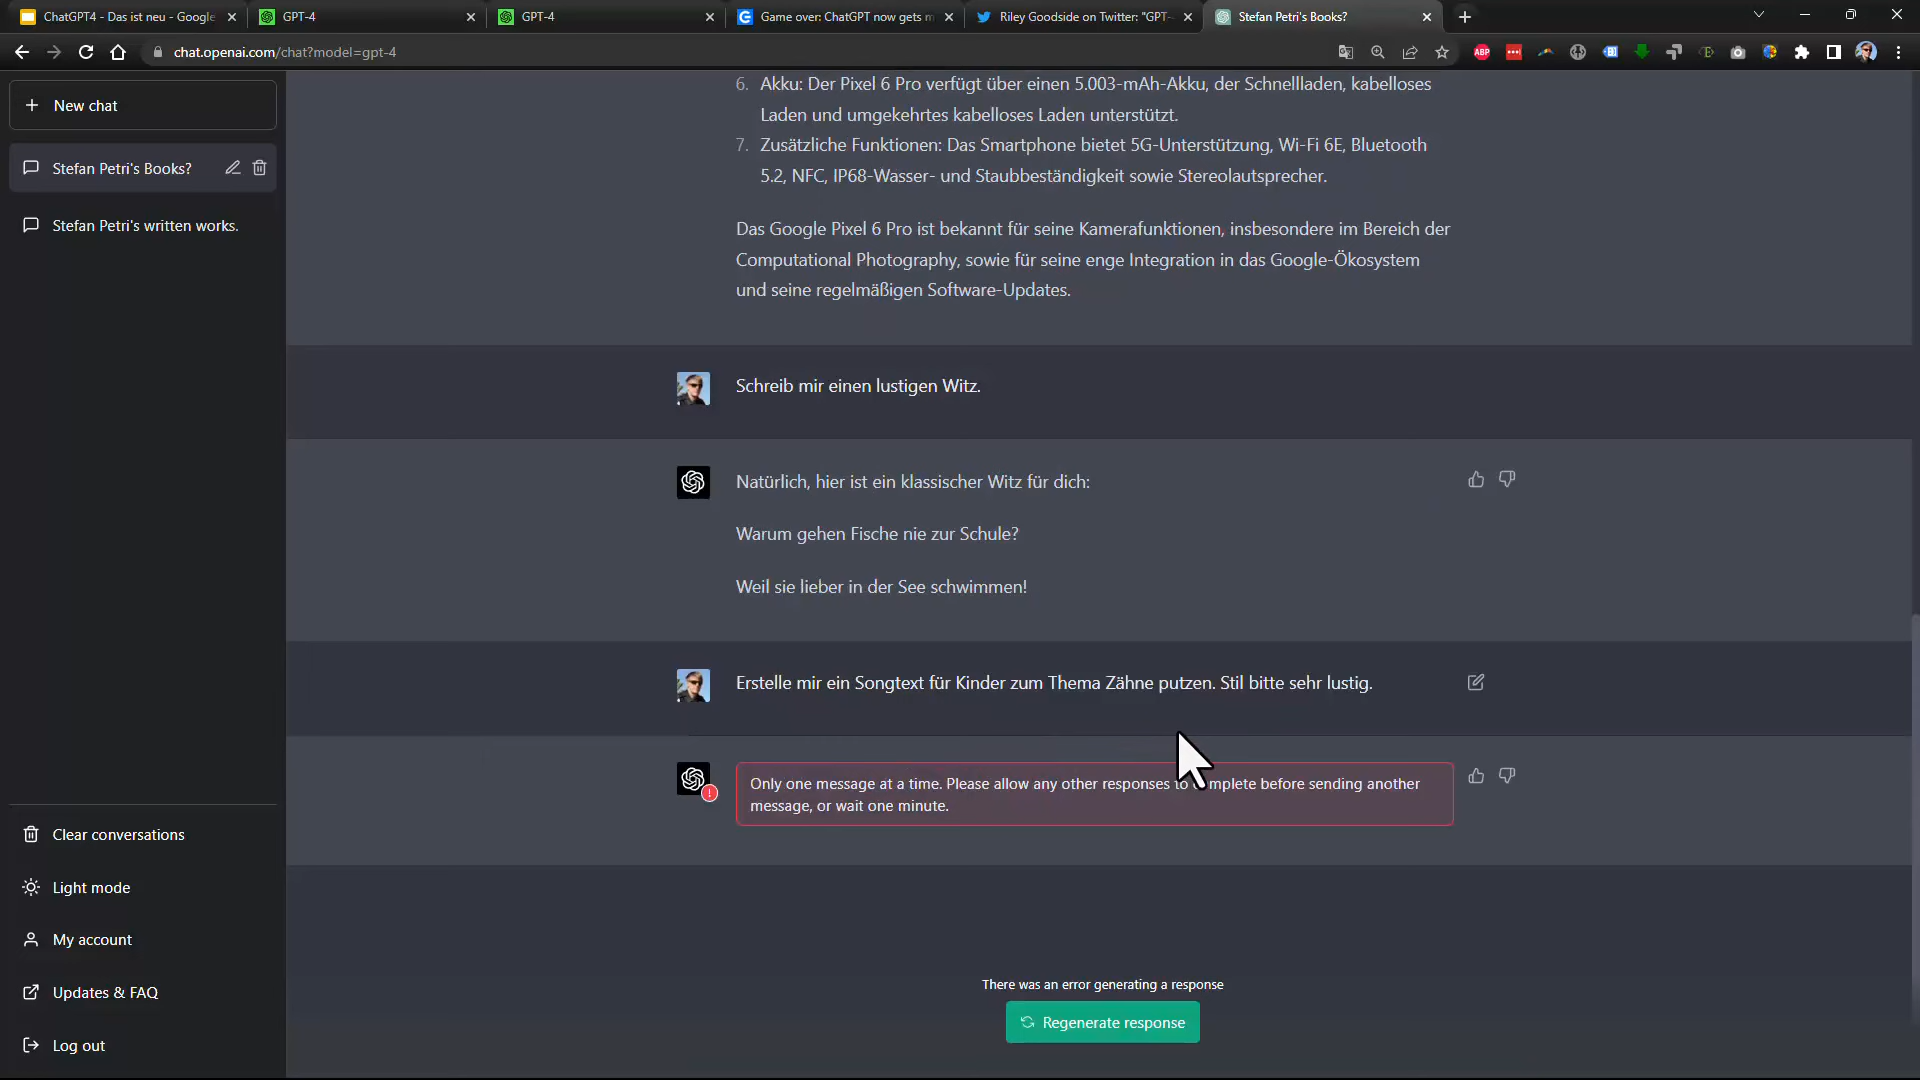 ChatGPT4 - Das ist neu - Google
GPT-4
GPT-4
Game over: ChatGPT now gets m
Riley Goodside on Twitter: "GPT-
Stefan Petri's Books?
chat.openai.com/chat?model=gpt-4
ABP
New chat
Stefan Petri's Books?
Stefan Petri's written works.
Clear conversations
Light mode
My account
Updates & FAQ
Log out
6. Akku: Der Pixel 6 Pro verfügt über einen 5.003-mAh-Akku, der Schnellladen, kabelloses
Laden und umgekehrtes kabelloses Laden unterstützt.
7. Zusätzliche Funktionen: Das Smartphone bietet 5G-Unterstützung, Wi-Fi 6E, Bluetooth
5.2, NFC, IP68-Wasser- und Staubbeständigkeit sowie Stereolautsprecher.
Das Google Pixel 6 Pro ist bekannt für seine Kamerafunktionen, insbesondere im Bereich der
Computational Photography, sowie für seine enge Integration in das Google-Ökosystem
und seine regelmäßigen Software-Updates.
Schreib mir einen lustigen Witz.
Natürlich, hier ist ein klassischer Witz für dich:
Warum gehen Fische nie zur Schule?
Weil sie lieber in der See schwimmen!
Erstelle mir ein Songtext für Kinder zum Thema Zähne putzen. Stil bitte sehr lustig.
Only one message at a time. Please allow any other responses to complete before sending another
message, or wait one minute.
There was an error generating a response
Regenerate response